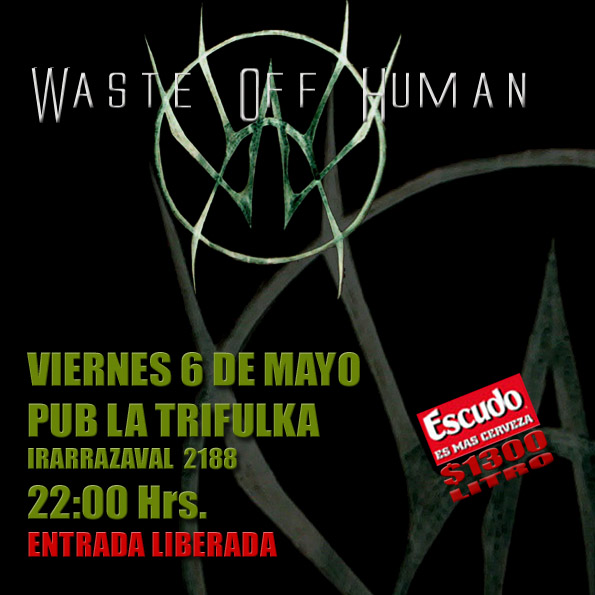 WASTE OFF HUMAN
VIERNES 6 DE MAYO
PUB LA TRIFULKA
IRARRAZAVAL 2188
22:00 Hrs.
ENTRADA LIBERADA
Escudo
ES MAS CERVEZA
$1300
LITRO